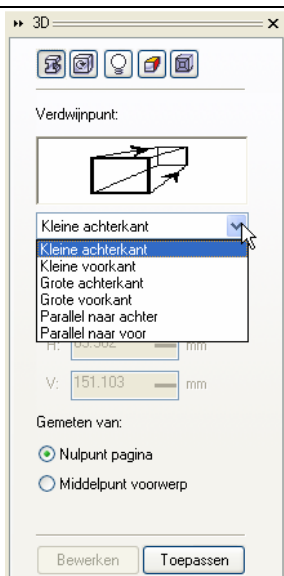 3D
Verdwijnpunt:
Kleine achterkant
Kleine achterkant
Kleine voorkant
Grote achterkant
Grote voorkant
Parallel naar achter
Parallel naar voor
H: mm
V: 151.103 mm
Gemeten van:
Nulpunt pagina
Middelpunt voorwerp
Bewerken Toepassen